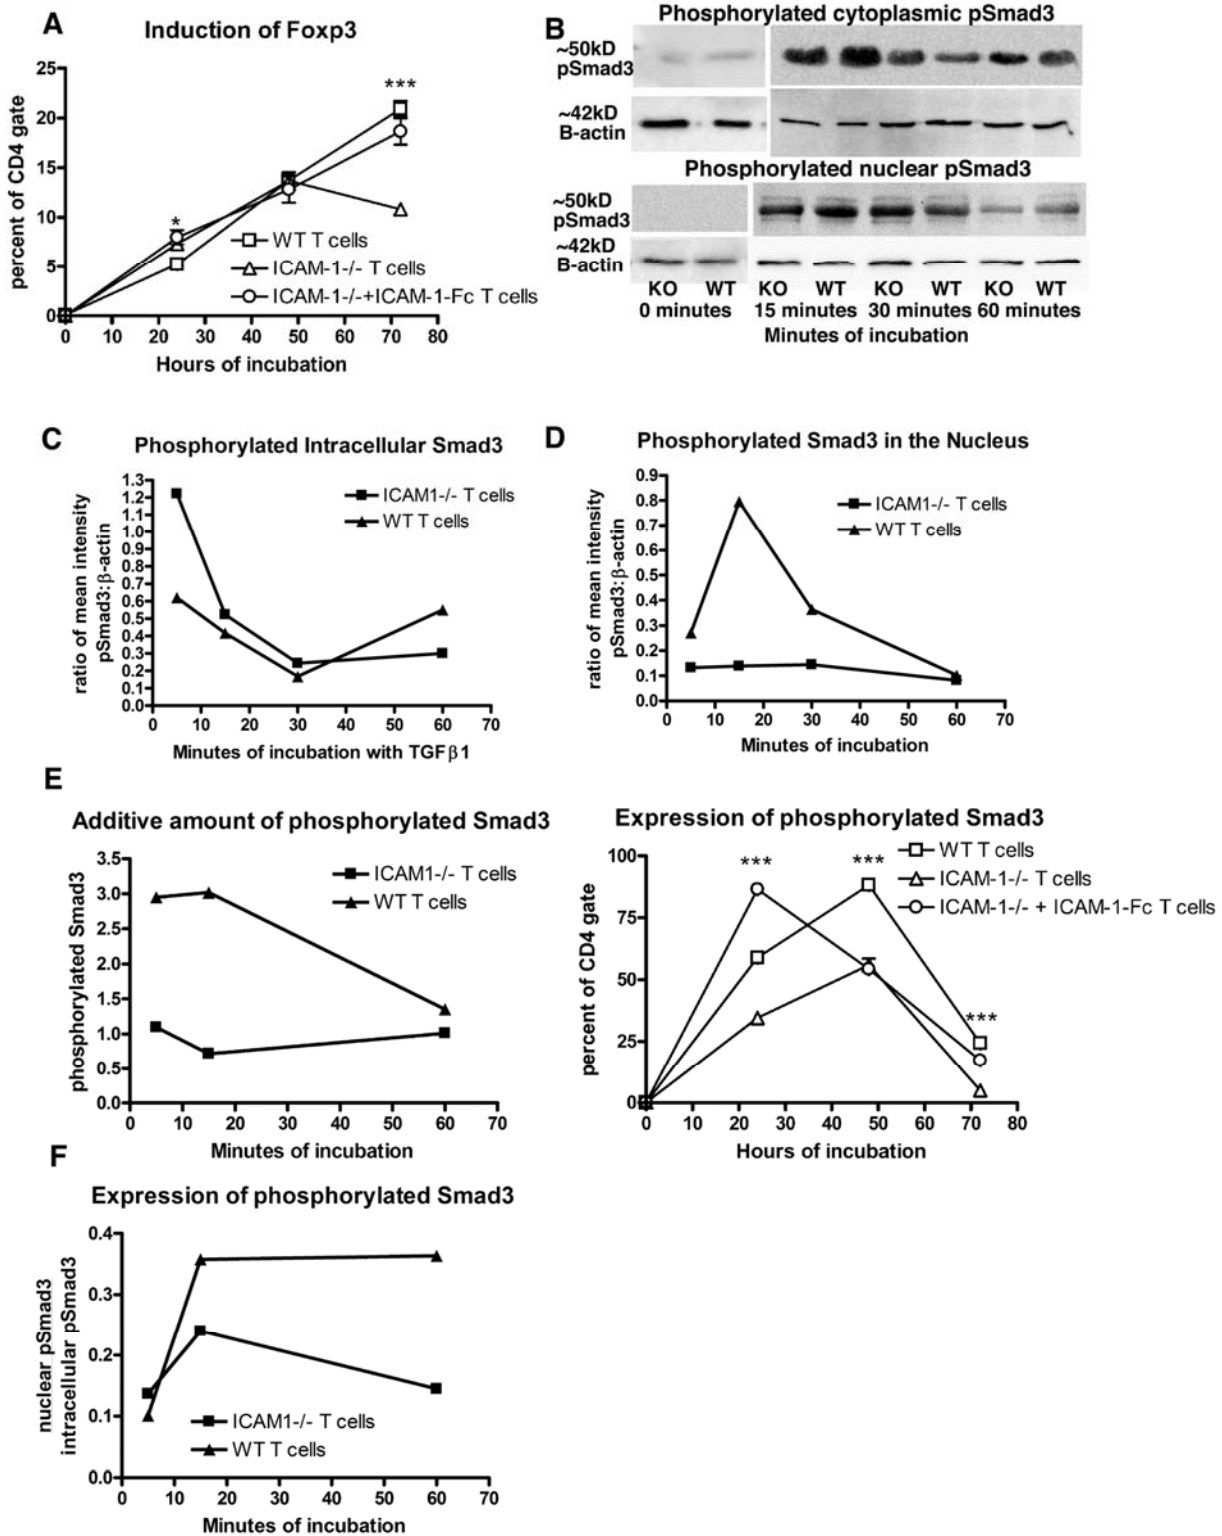 A
Induction of Foxp3
percent of CD4 gate
25
20
15
10
5
0
*
***
WT T cells
ICAM-1-/- T cells
ICAM-1-/-+ICAM-1-Fc T cells
0 10 20 30 40 50 60 70 80
Hours of incubation
B
Phosphorylated cytoplasmic pSmad3
~50kD
pSmad3
~42kD
B-actin
Phosphorylated nuclear pSmad3
~50kD
pSmad3
~42kD
B-actin
KO WT KO WT KO WT KO WT
0 minutes 15 minutes 30 minutes 60 minutes
Minutes of incubation
C
Phosphorylated Intracellular Smad3
ratio of mean intensity
pSmad3:β-actin
1.3
1.2
1.1
1.0
0.9
0.8
0.7
0.6
0.5
0.4
0.3
0.2
0.1
0.0
ICAM1-/- T cells
WT T cells
0 10 20 30 40 50 60 70
Minutes of incubation with TGFβ1
D
Phosphorylated Smad3 in the Nucleus
ratio of mean intensity
pSmad3:β-actin
0.9
0.8
0.7
0.6
0.5
0.4
0.3
0.2
0.1
0.0
ICAM1-/- T cells
WT T cells
0 10 20 30 40 50 60 70
Minutes of incubation
E
Additive amount of phosphorylated Smad3
phosphorylated Smad3
3.5
3.0
2.5
2.0
1.5
1.0
0.5
0.0
ICAM1-/- T cells
WT T cells
0 10 20 30 40 50 60 70
Minutes of incubation
Expression of phosphorylated Smad3
percent of CD4 gate
100
75
50
25
0
***
***
***
WT T cells
ICAM-1-/- T cells
ICAM-1-/- + ICAM-1-Fc T cells
0 10 20 30 40 50 60 70 80
Hours of incubation
F
Expression of phosphorylated Smad3
nuclear pSmad3
intracellular pSmad3
0.4
0.3
0.2
0.1
0.0
ICAM1-/- T cells
WT T cells
0 10 20 30 40 50 60 70
Minutes of incubation